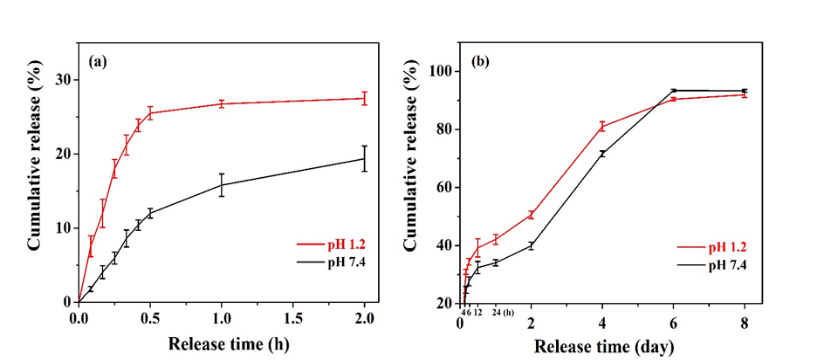 (a)
Cumulative release (%)
30
20
10
0
pH 1.2
pH 7.4
0.0 0.5 1.0 1.5 2.0
Release time (h)
(b)
Cumulative release (%)
100
80
60
40
20
pH 1.2
pH 7.4
4 6 12 24 (h)
0 2 4 6 8
Release time (day)